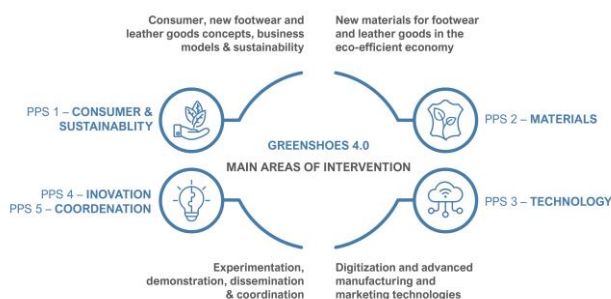 Consumer, new footwear and
leather goods concepts, business
models & sustainability
New materials for footwear
and leather goods in the
eco-efficient economy
PPS 1 – CONSUMER &
SUSTAINABLITY
PPS 2 – MATERIALS
GREENSHOES 4.0
MAIN AREAS OF INTERVENTION
PPS 4 – INOVATION
PPS 5 – COORDENATION
PPS 3 – TECHNOLOGY
Experimentation,
demonstration, dissemination
& coordination
Digitization and advanced
manufacturing and
marketing technologies